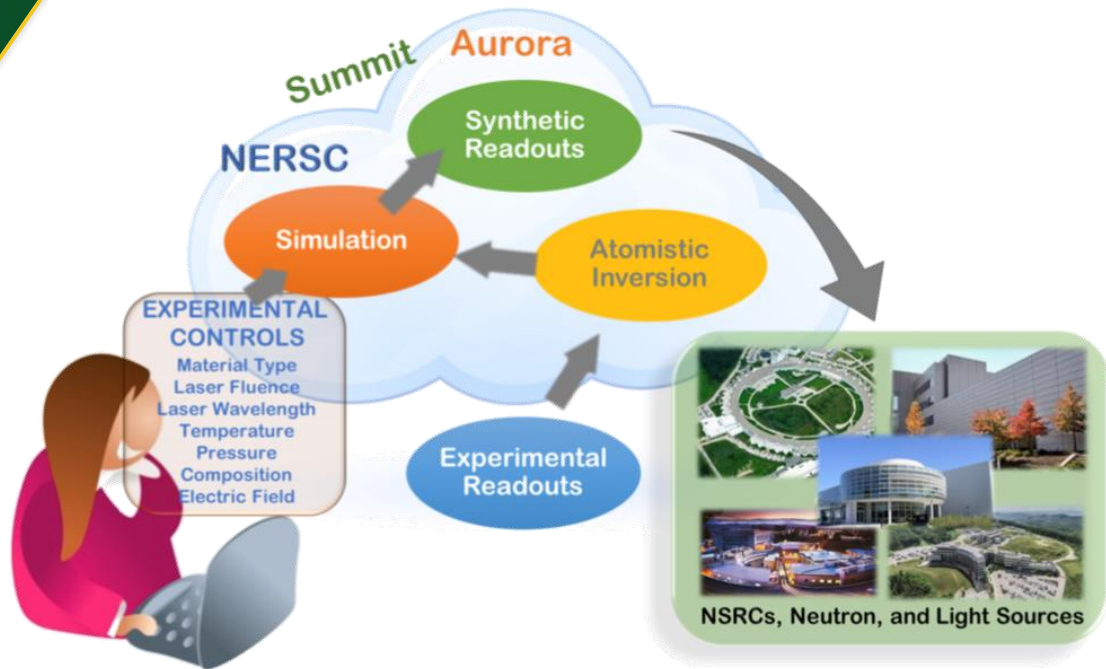 Aurora
Summit
Synthetic
Readouts
NERSC
Simulation
Atomistic
Inversion
EXPERIMENTAL
CONTROLS
Material Type
Laser Fluence
Laser Wavelength
Temperature
Pressure
Composition
Electric Field
Experimental
Readouts
NSRCs, Neutron, and Light Sources